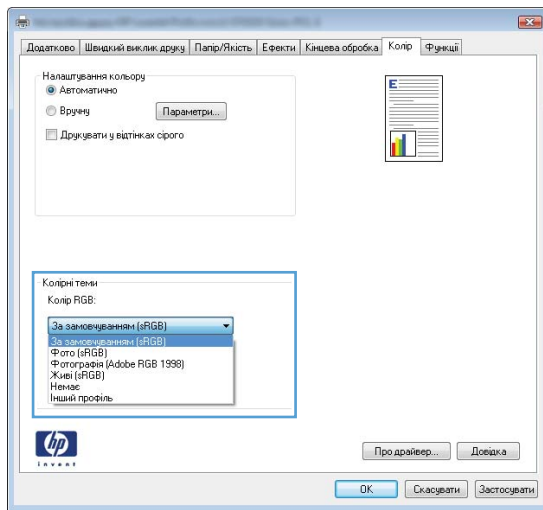 Додатково Швидкий виклик друку Папір/Якість Ефекти Кінцева обробка Колір Функції
Налаштування кольору
Автоматично
Вручну Параметри...
Друкувати у відтінках сірого
E
Колірні теми
Колір RGB:
За замовчуванням (sRGB)
За замовчуванням (sRGB)
Фото (sRGB)
Фотографія (Adobe RGB 1998)
Живі (sRGB)
Немає
Інший профіль
hp
invent
Про драйвер... Довідка
OK Скасувати Застосувати